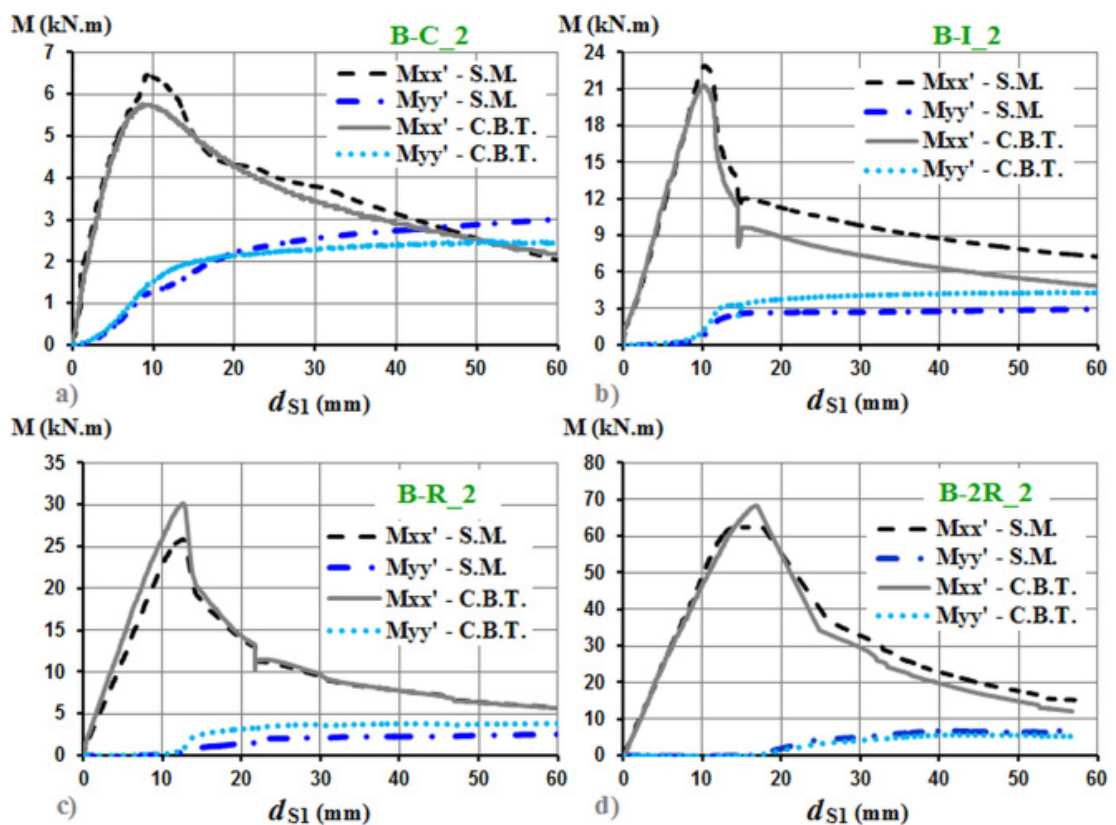 M (kN.m)
B-C_2
7
6
5
4
3
2
1
0
Mxx' - S.M.
Myy' - S.M.
Mxx' - C.B.T.
Myy' - C.B.T.
0 10 20 30 40 50 60
a)
dS1 (mm)
M (kN.m)
B-I_2
24
21
18
15
12
9
6
3
0
Mxx' - S.M.
Myy' - S.M.
Mxx' - C.B.T.
Myy' - C.B.T.
0 10 20 30 40 50 60
b)
dS1 (mm)
M (kN.m)
35
30
25
20
15
10
5
0
B-R_2
Mxx' - S.M.
Myy' - S.M.
Mxx' - C.B.T.
Myy' - C.B.T.
0 10 20 30 40 50 60
c)
dS1 (mm)
M (kN.m)
80
70
60
50
40
30
20
10
0
B-2R_2
Mxx' - S.M.
Myy' - S.M.
Mxx' - C.B.T.
Myy' - C.B.T.
0 10 20 30 40 50 60
d)
dS1 (mm)